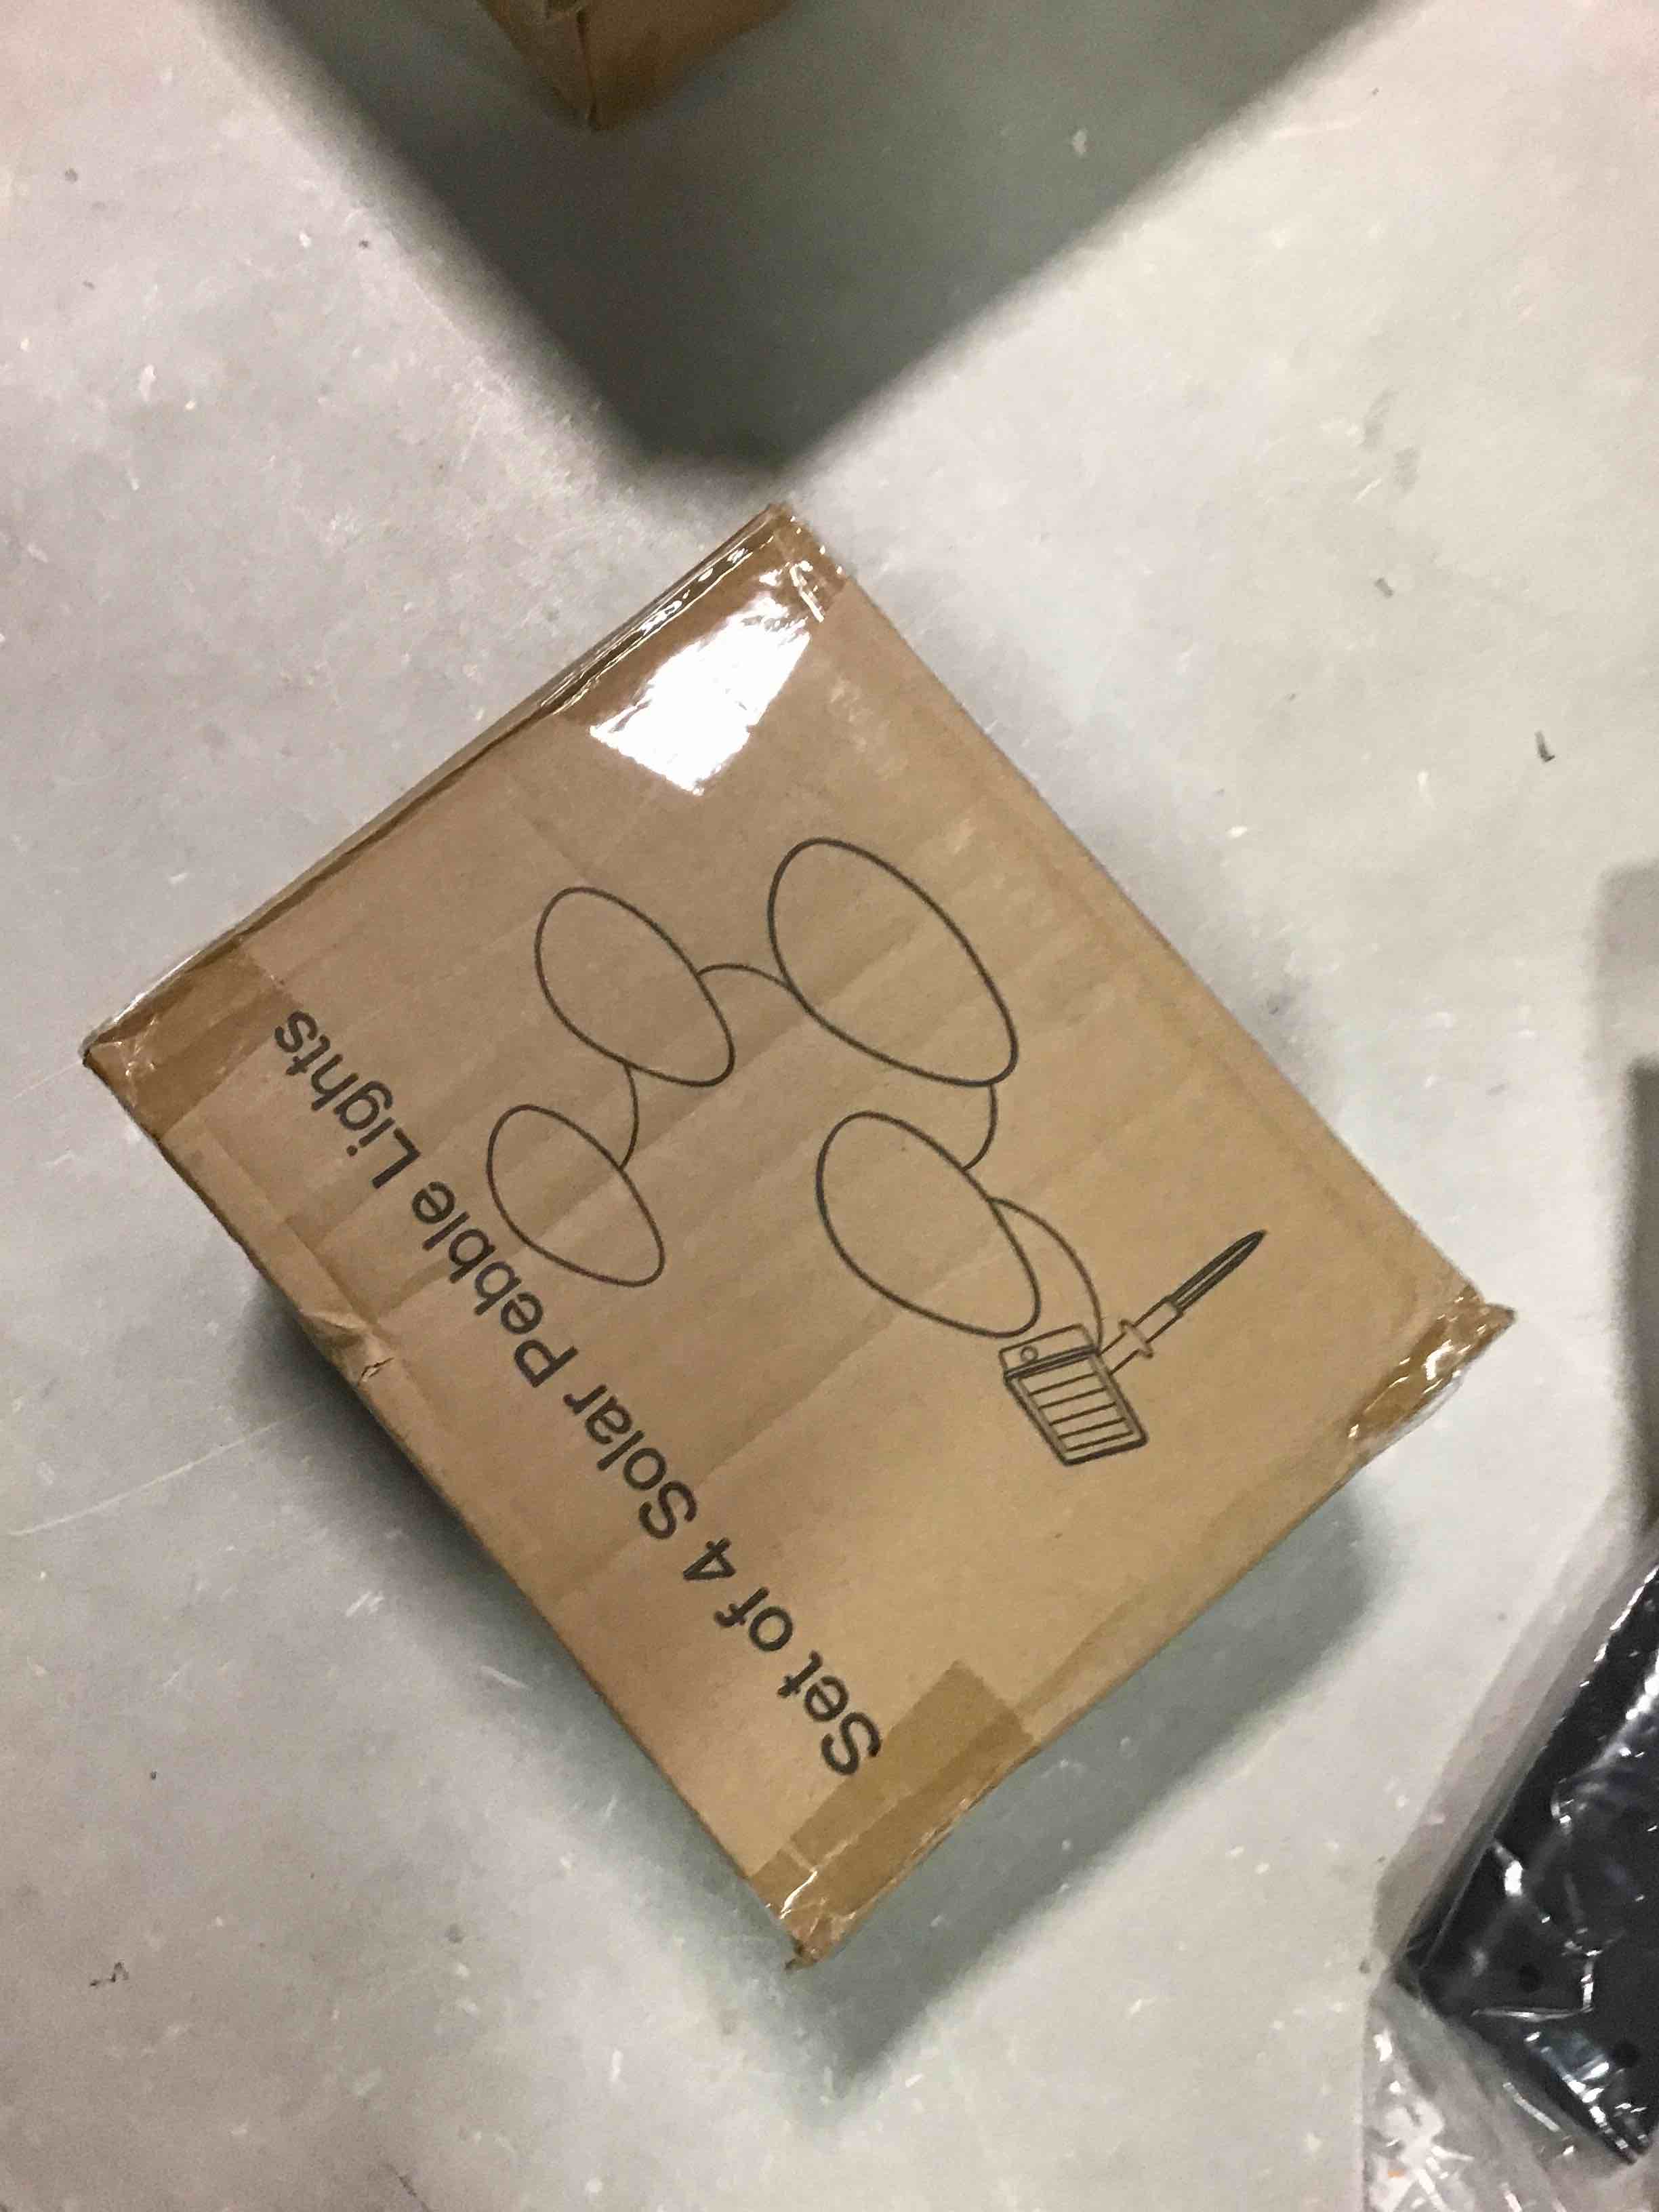 Set of 4 Solar Pebble Lights